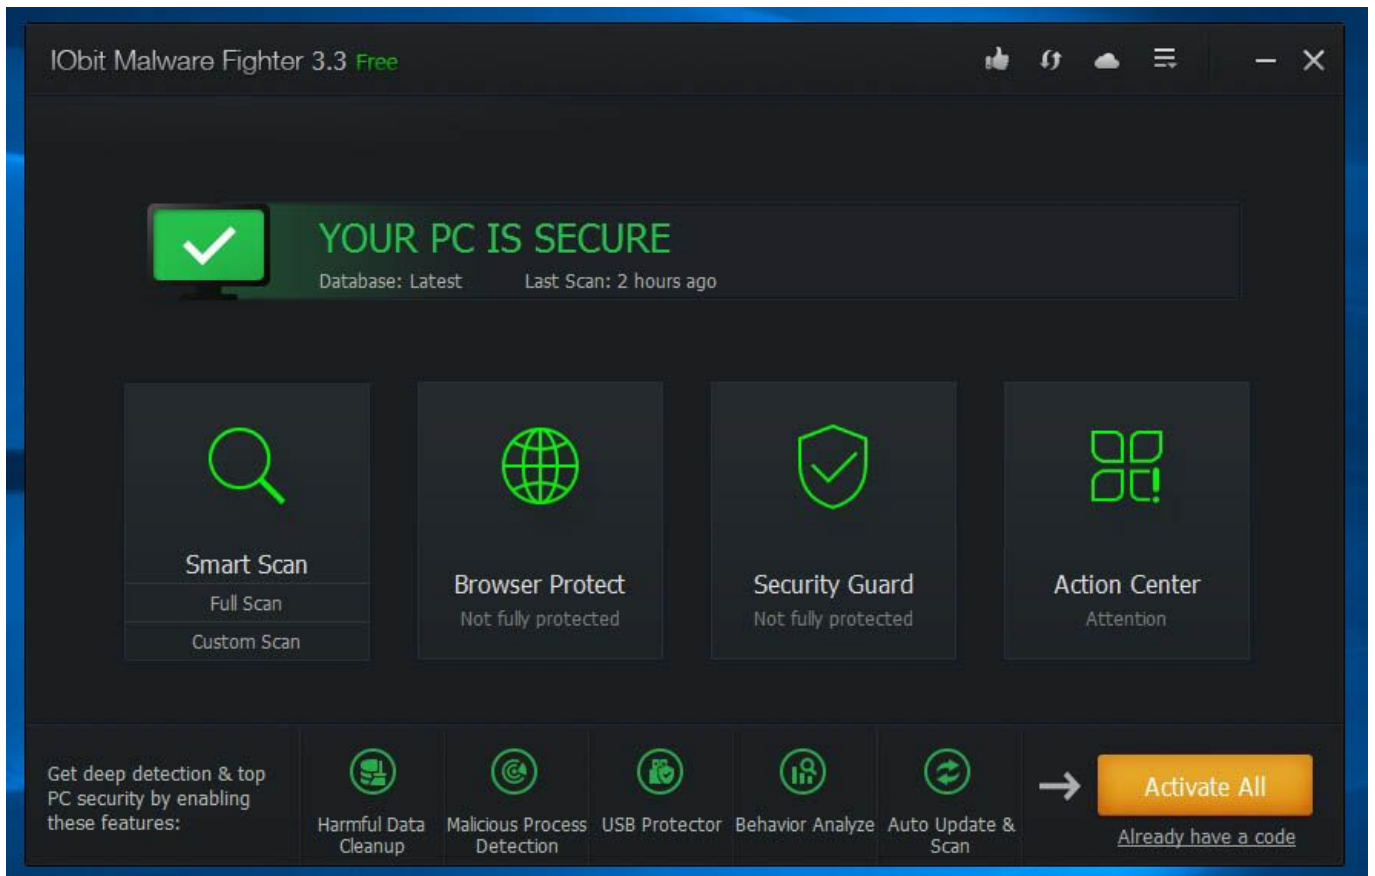 IObit Malware Fighter 3.3 Free
YOUR PC IS SECURE
Database: Latest Last Scan: 2 hours ago
Smart Scan
Full Scan
Custom Scan
Browser Protect
Not fully protected
Security Guard
Not fully protected
Action Center
Attention
Get deep detection & top
PC security by enabling
these features:
Harmful Data
Cleanup
Malicious Process
Detection
USB Protector
Behavior Analyze
Auto Update &
Scan
Activate All
Already have a code